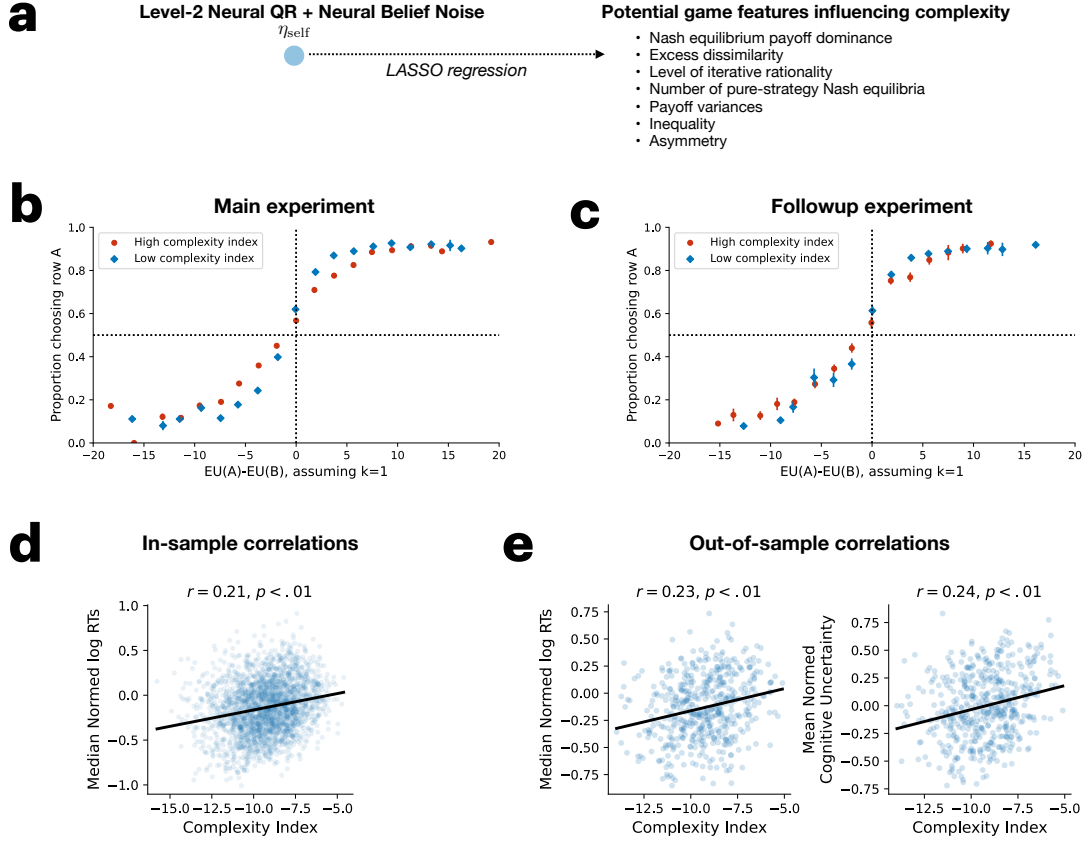 a
Level-2 Neural QR + Neural Belief Noise
η_self
LASSO regression
Potential game features influencing complexity
• Nash equilibrium payoff dominance
• Excess dissimilarity
• Level of iterative rationality
• Number of pure-strategy Nash equilibria
• Payoff variances
• Inequality
• Asymmetry
b
Main experiment
High complexity index
Low complexity index
Proportion choosing row A
1.0
0.8
0.6
0.4
0.2
0.0
−20 −15 −10 −5 0 5 10 15 20
EU(A)-EU(B), assuming k=1
c
Followup experiment
High complexity index
Low complexity index
Proportion choosing row A
1.0
0.8
0.6
0.4
0.2
0.0
−20 −15 −10 −5 0 5 10 15 20
EU(A)-EU(B), assuming k=1
d
In-sample correlations
r = 0.21, p < .01
Median Normed log RTs
1.0
0.5
0.0
−0.5
−1.0
−15.0 −12.5 −10.0 −7.5 −5.0
Complexity Index
e
Out-of-sample correlations
r = 0.23, p < .01
Median Normed log RTs
0.75
0.50
0.25
0.00
−0.25
−0.50
−0.75
−12.5 −10.0 −7.5 −5.0
Complexity Index
r = 0.24, p < .01
Mean Normed
Cognitive Uncertainty
0.75
0.50
0.25
0.00
−0.25
−0.50
−0.75
−12.5 −10.0 −7.5 −5.0
Complexity Index